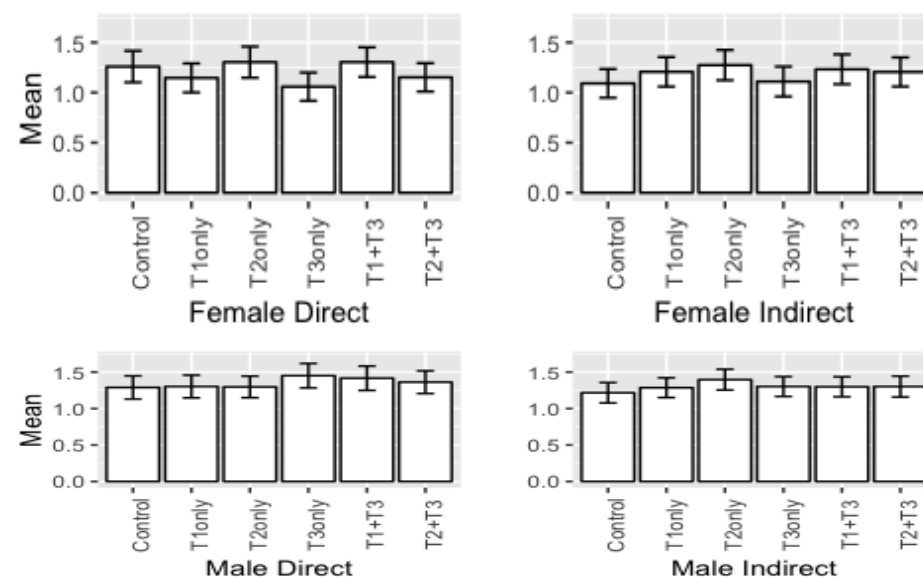 Mean
1.5
1.0
0.5
0.0
Control
T1only
T2only
T3only
T1+T3
T2+T3
Female Direct
1.5
1.0
0.5
0.0
Control
T1only
T2only
T3only
T1+T3
T2+T3
Female Indirect
Mean
1.5
1.0
0.5
0.0
Control
T1only
T2only
T3only
T1+T3
T2+T3
Male Direct
1.5
1.0
0.5
0.0
Control
T1only
T2only
T3only
T1+T3
T2+T3
Male Indirect